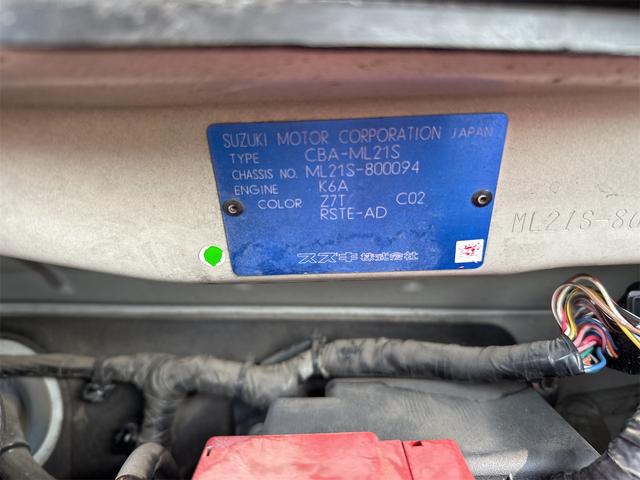 SUZUKI MOTOR CORPORATION JAPAN
TYPE CBA-ML21S
CHASSIS NO. ML21S-800094
ENGINE K6A
COLOR Z7T C02
RSTE-AD
スズキ株式会社
ML21S-80